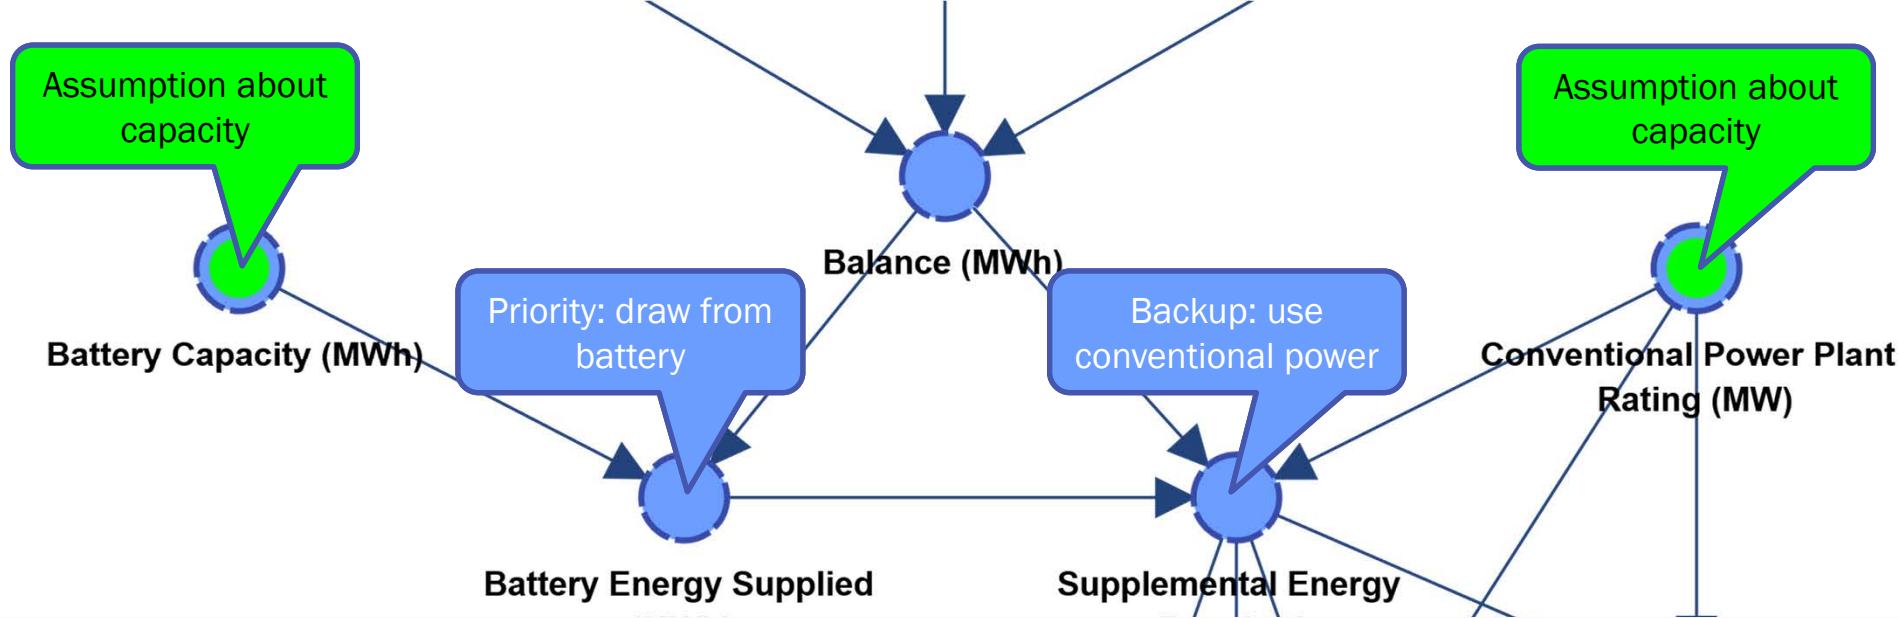 Assumption about
capacity
Assumption about
capacity
Balance (MWh)
Priority: draw from
battery
Backup: use
conventional power
Battery Capacity (MWh)
Conventional Power Plant
Rating (MW)
Battery Energy Supplied
Supplemental Energy